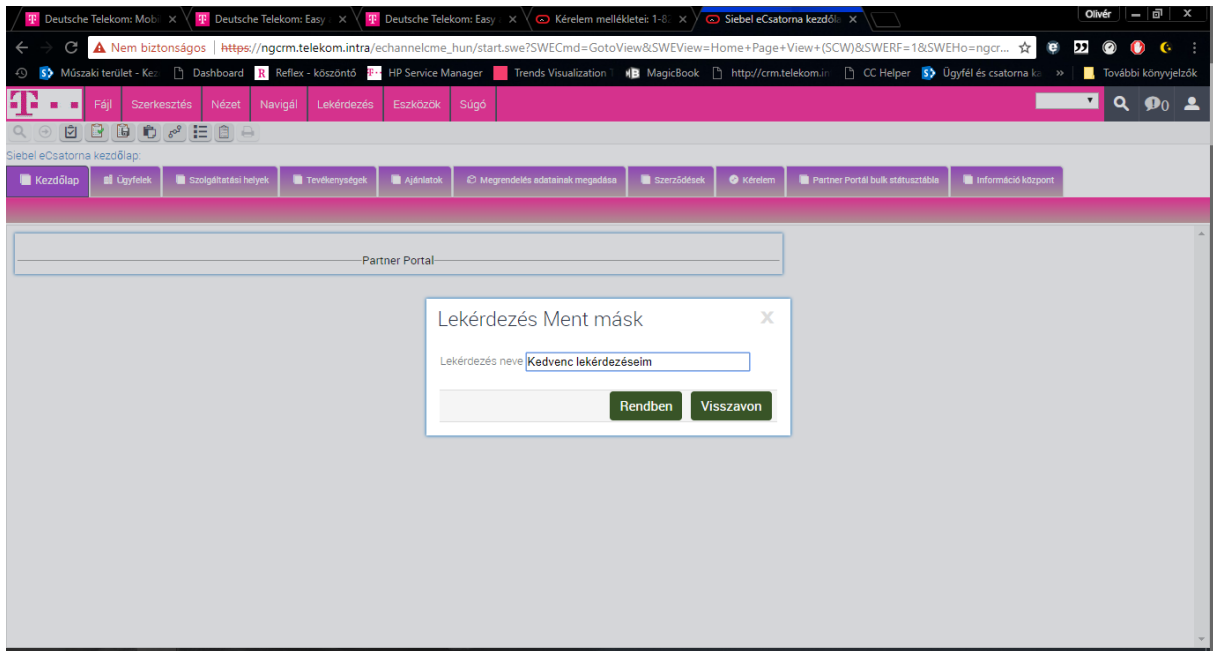 Deutsche Telekom: Mobi
Deutsche Telekom: Easy
Deutsche Telekom: Easy
Kérelem mellékletei: 1-8
Siebel eCsatorna kezdől
Olivér
Nem biztonságos | https://ngcrm.telekom.intra/echannelcme_hun/start.swe?SWECmd=GotoView&SWEView=Home+Page+View+(SCW)&SWERF=1&SWEHo=ngcr...
Műszaki terület - Kez
Dashboard
Reflex - köszöntő
HP Service Manager
Trends Visualization
MagicBook
http://crm.telekom.in
CC Helper
Ügyfél és csatorna ka
»
További könyvjelzők
Fájl Szerkesztés Nézet Navigál Lekérdezés Eszközök Súgó
0
Siebel eCsatorna kezdőlap:
Kezdőlap Ügyfelek Szolgáltatási helyek Tevékenységek Ajánlatok Megrendelés adatainak megadása Szerződések Kérelem Partner Portál bulk státusztábla Információ központ
Partner Portal
Lekérdezés Ment másk
X
Lekérdezés neve Kedvenc lekérdezéseim
Rendben Visszavon